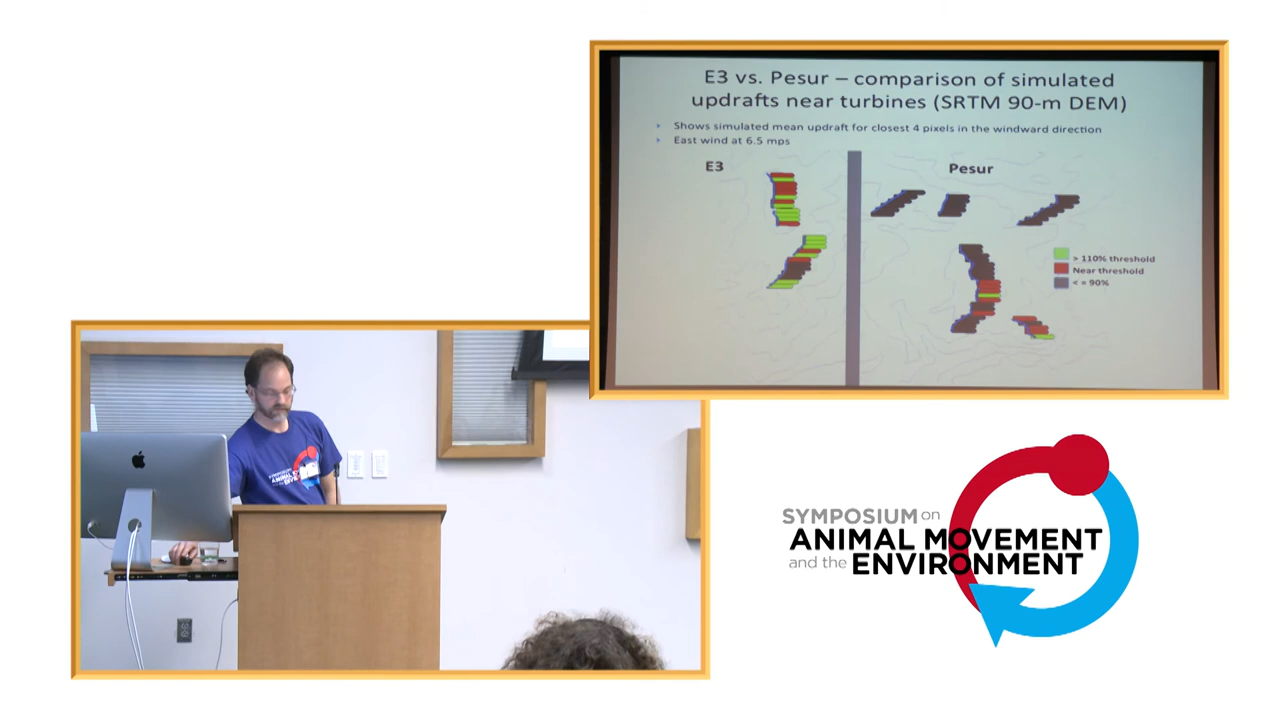 E3 vs. Pesur – comparison of simulated
updrafts near turbines (SRTM 90-m DEM)
Shows simulated mean updraft for closest 4 pixels in the windward direction
East wind at 6.5 mps
E3
Pesur
> 110% threshold
Near threshold
< = 90%
SYMPOSIUM on
ANIMAL MOVEMENT
and the ENVIRONMENT
SYMPOSIUM
ANIMAL